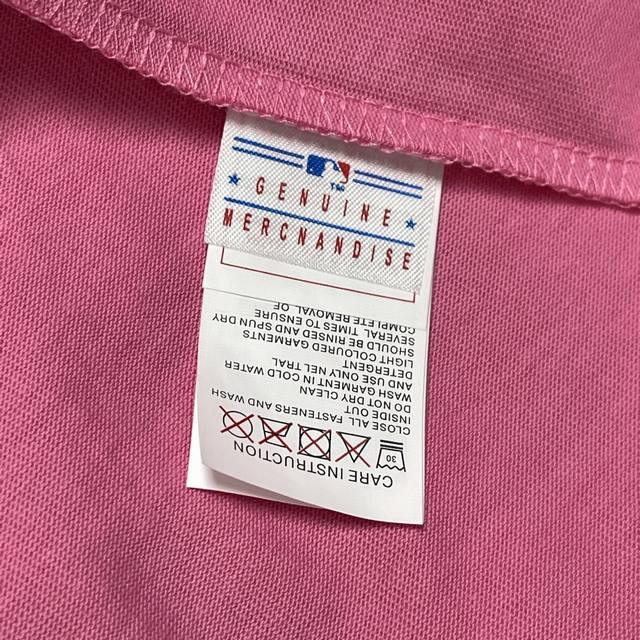 TM
GENUINE
MERCNANDISE
CARE INSTRUCTION
30
CLOSE ALL FASTENERS AND WASH
INSIDE OUT
DO NOT DRY CLEAN
WASH GARMENT IN COLD WATER
AND USE ONLY NEL TRAL
DETERGENT
LIGHT COLOURED GARMENTS
SHOULD BE RINSED AND SPUN DRY
SEVERAL TIMES TO ENSURE
COMPLETE REMOVAL OF